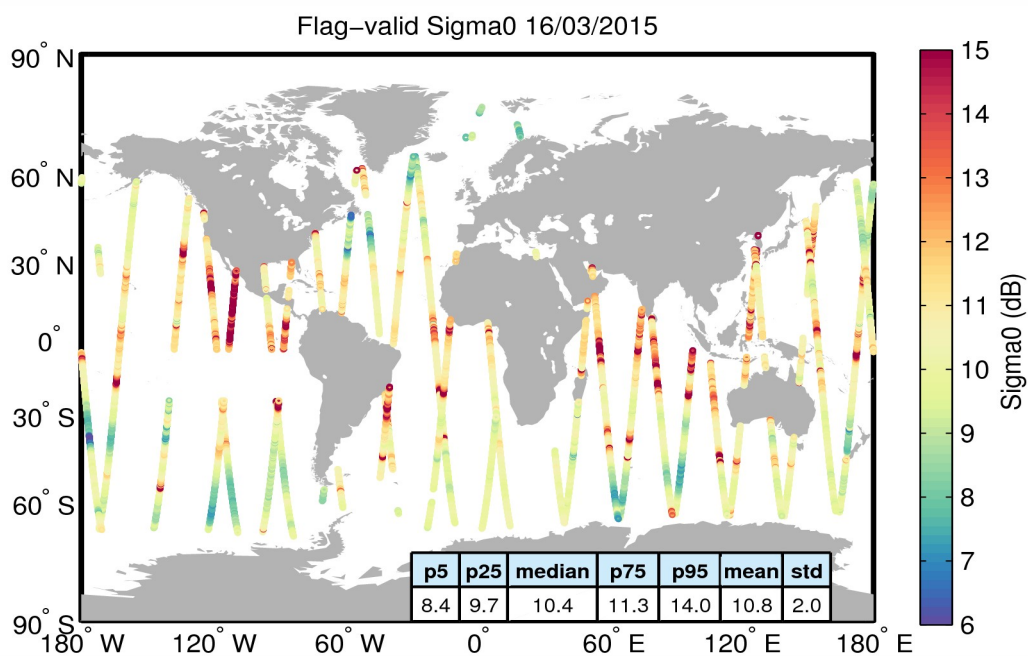 Flag−valid Sigma0 16/03/2015
90° N
60° N
30° N
0°
30° S
60° S
90° S
180° W 120° W 60° W 0° 60° E 120° E 180° E
p5 p25 median p75 p95 mean std
8.4 9.7 10.4 11.3 14.0 10.8 2.0
15
14
13
12
11
10
9
8
7
6
Sigma0 (dB)